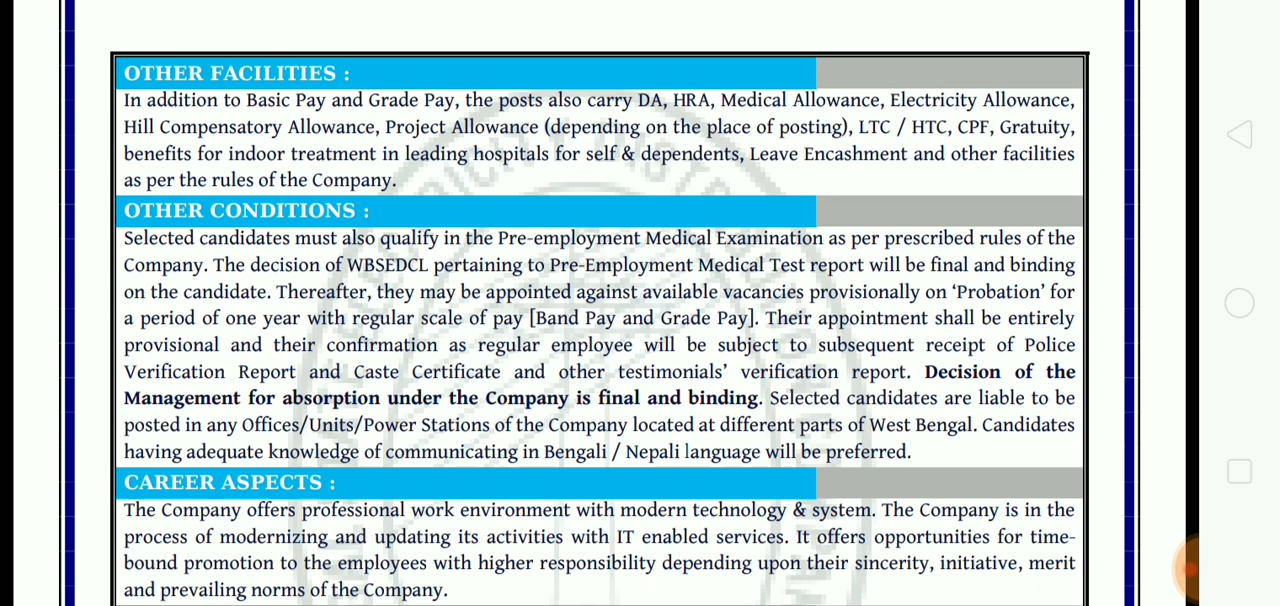 OTHER FACILITIES :
In addition to Basic Pay and Grade Pay, the posts also carry DA, HRA, Medical Allowance, Electricity Allowance,
Hill Compensatory Allowance, Project Allowance (depending on the place of posting), LTC / HTC, CPF, Gratuity,
benefits for indoor treatment in leading hospitals for self & dependents, Leave Encashment and other facilities
as per the rules of the Company.
OTHER CONDITIONS :
Selected candidates must also qualify in the Pre-employment Medical Examination as per prescribed rules of the
Company. The decision of WBSEDCL pertaining to Pre-Employment Medical Test report will be final and binding
on the candidate. Thereafter, they may be appointed against available vacancies provisionally on ‘Probation’ for
a period of one year with regular scale of pay [Band Pay and Grade Pay]. Their appointment shall be entirely
provisional and their confirmation as regular employee will be subject to subsequent receipt of Police
Verification Report and Caste Certificate and other testimonials’ verification report. Decision of the
Management for absorption under the Company is final and binding. Selected candidates are liable to be
posted in any Offices/Units/Power Stations of the Company located at different parts of West Bengal. Candidates
having adequate knowledge of communicating in Bengali / Nepali language will be preferred.
CAREER ASPECTS :
The Company offers professional work environment with modern technology & system. The Company is in the
process of modernizing and updating its activities with IT enabled services. It offers opportunities for time-
bound promotion to the employees with higher responsibility depending upon their sincerity, initiative, merit
and prevailing norms of the Company.